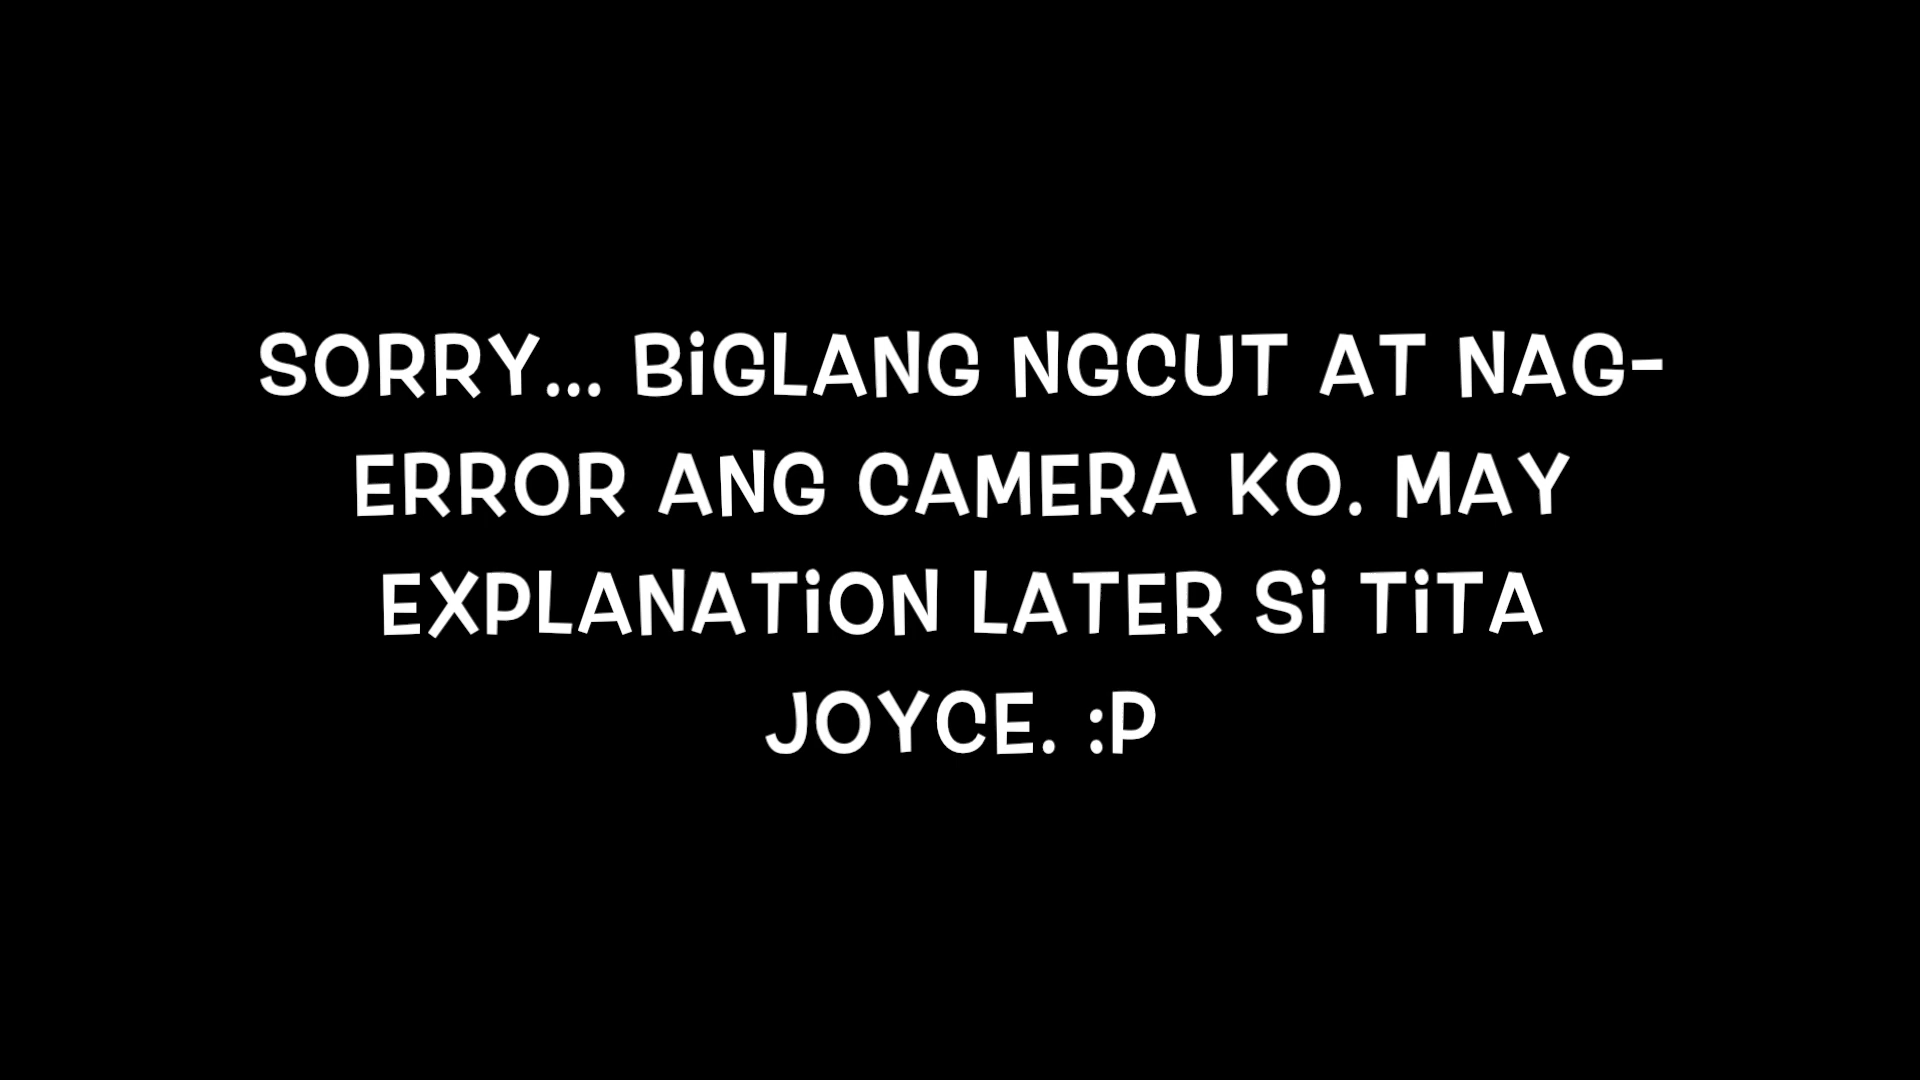 SORRY... BiGLANG NGCUT AT NAG-
ERROR ANG CAMERA KO. MAY
EXPLANATiON LATER Si TiTA
JOYCE. :P